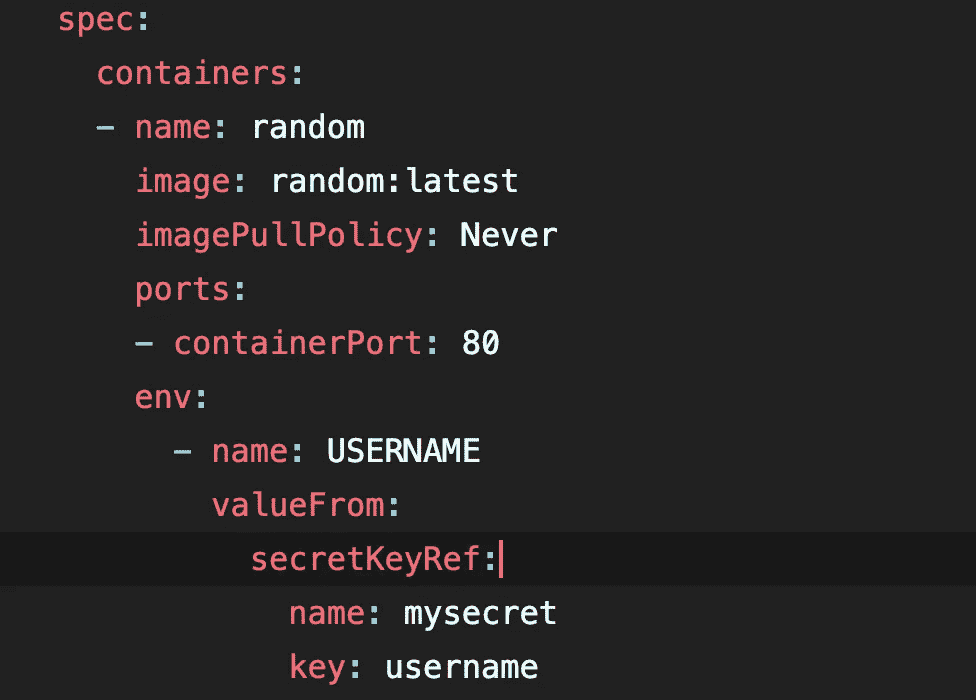 spec:
  containers:
  - name: random
    image: random:latest
    imagePullPolicy: Never
    ports:
    - containerPort: 80
    env:
      - name: USERNAME
        valueFrom:
          secretKeyRef:
            name: mysecret
            key: username